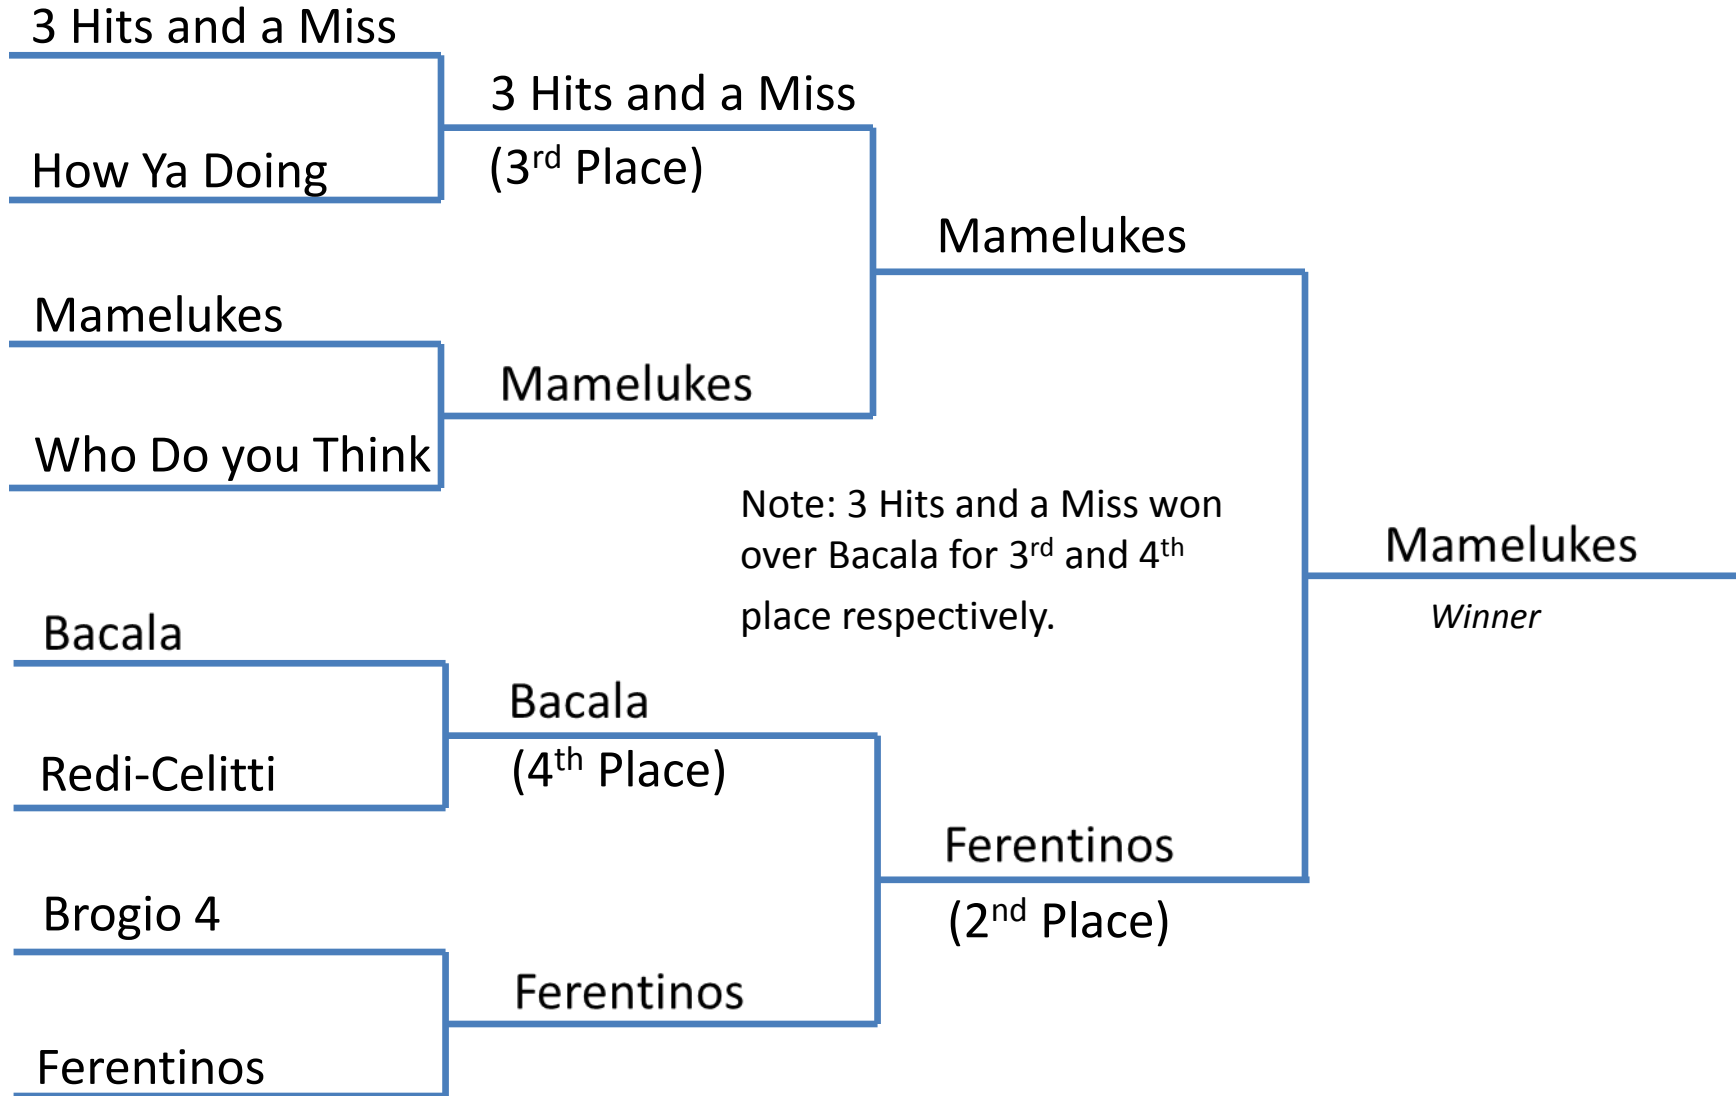 3 Hits and a Miss
3 Hits and a Miss
(3rd Place)
How Ya Doing
Mamelukes
Mamelukes
Mamelukes
Who Do you Think
Note: 3 Hits and a Miss won
over Bacala for 3rd and 4th
place respectively.
Mamelukes
Winner
Bacala
Bacala
(4th Place)
Redi-Celitti
Ferentinos
(2nd Place)
Brogio 4
Ferentinos
Ferentinos